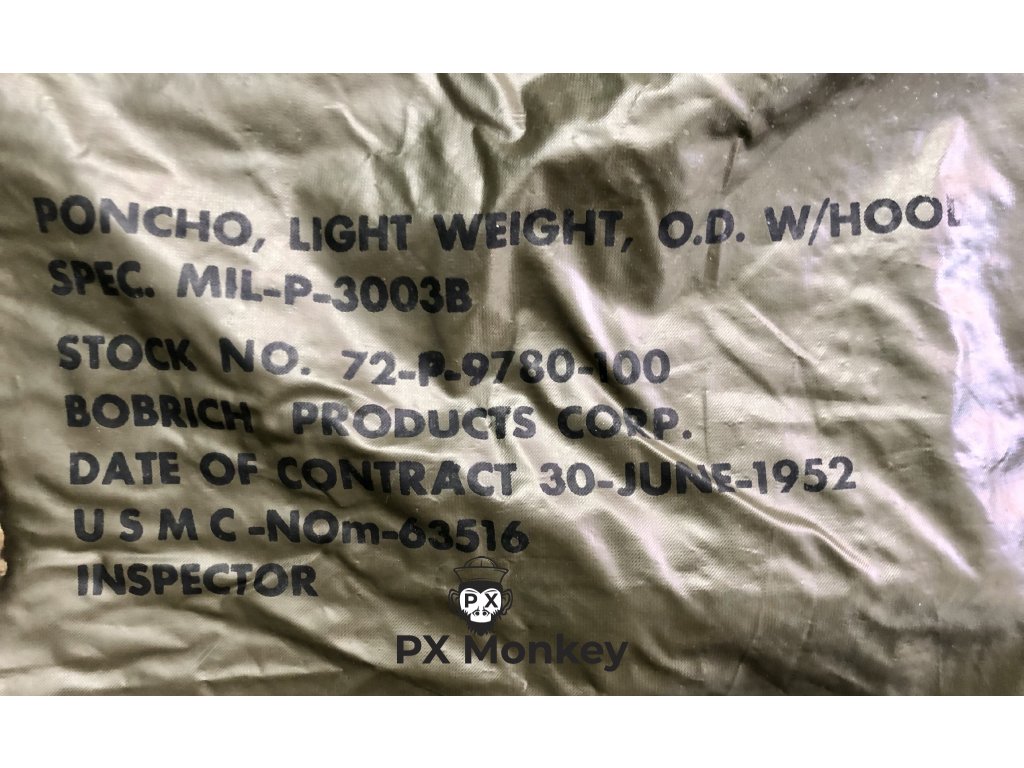 PONCHO, LIGHT WEIGHT, O.D. W/HOOD
SPEC. MIL-P-3003B
STOCK NO. 72-P-9780-100
BOBRICH PRODUCTS CORP.
DATE OF CONTRACT 30-JUNE-1952
U S M C -NOm-63516
INSPECTOR
PX
PX Monkey